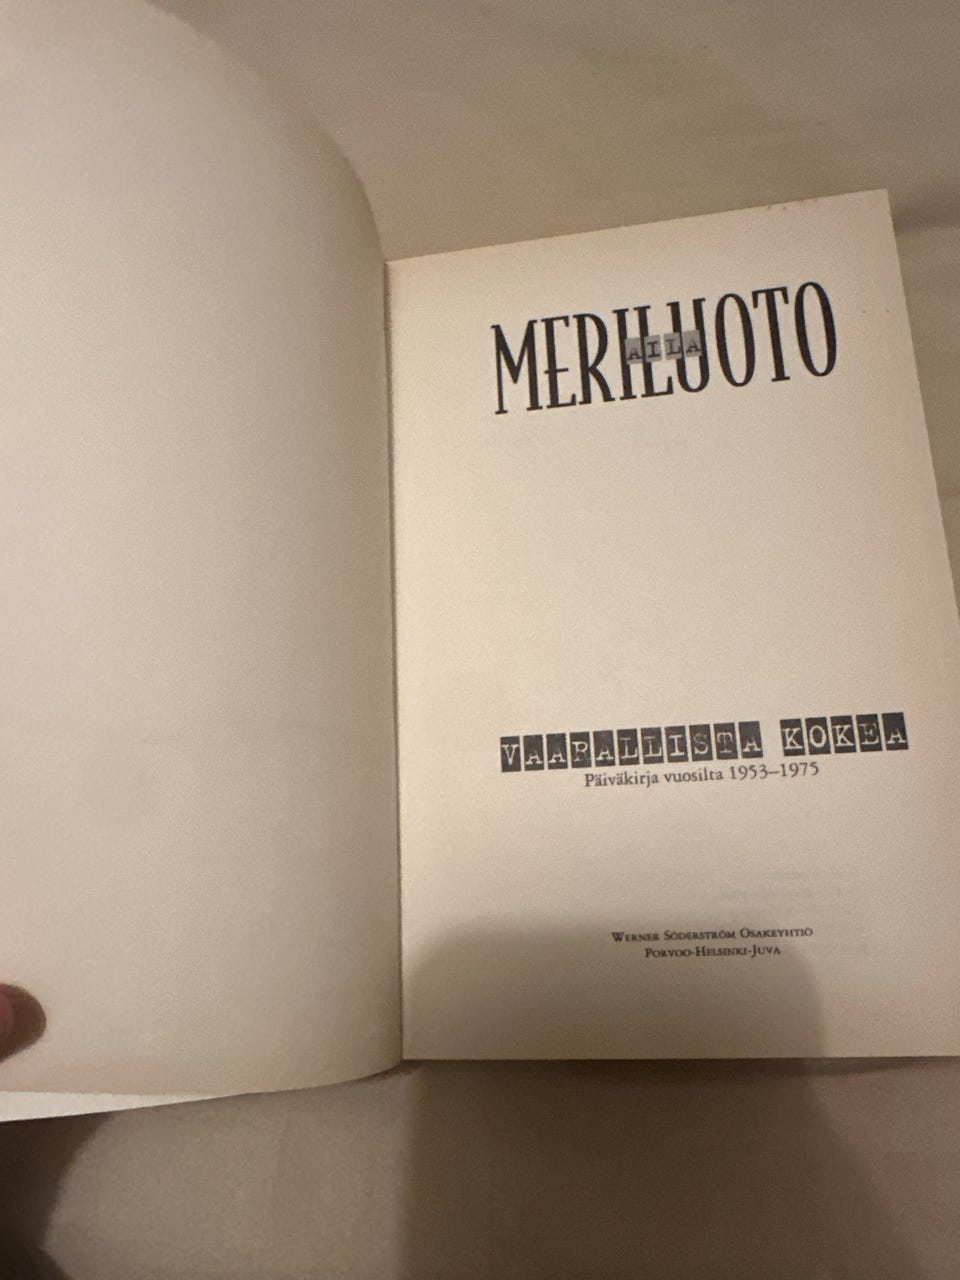 AILA
MERILUOTO
VAARALLISTA KOKEA
Päiväkirja vuosilta 1953–1975
WERNER SÖDERSTRÖM OSAKEYHTIÖ
PORVOO-HELSINKI-JUVA